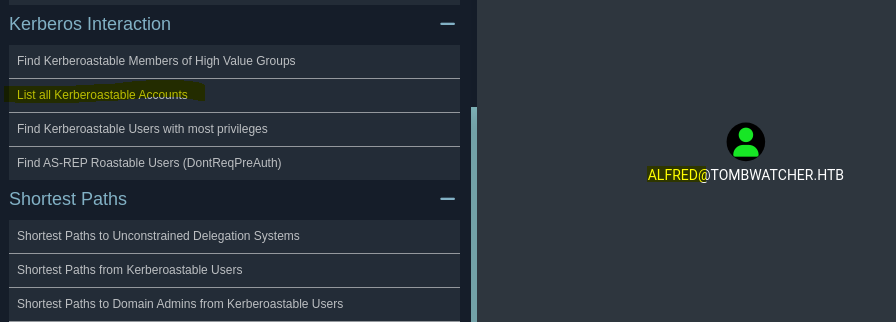 Kerberos Interaction
Find Kerberoastable Members of High Value Groups
List all Kerberoastable Accounts
Find Kerberoastable Users with most privileges
Find AS-REP Roastable Users (DontReqPreAuth)
Shortest Paths
Shortest Paths to Unconstrained Delegation Systems
Shortest Paths from Kerberoastable Users
Shortest Paths to Domain Admins from Kerberoastable Users
ALFRED@TOMBWATCHER.HTB